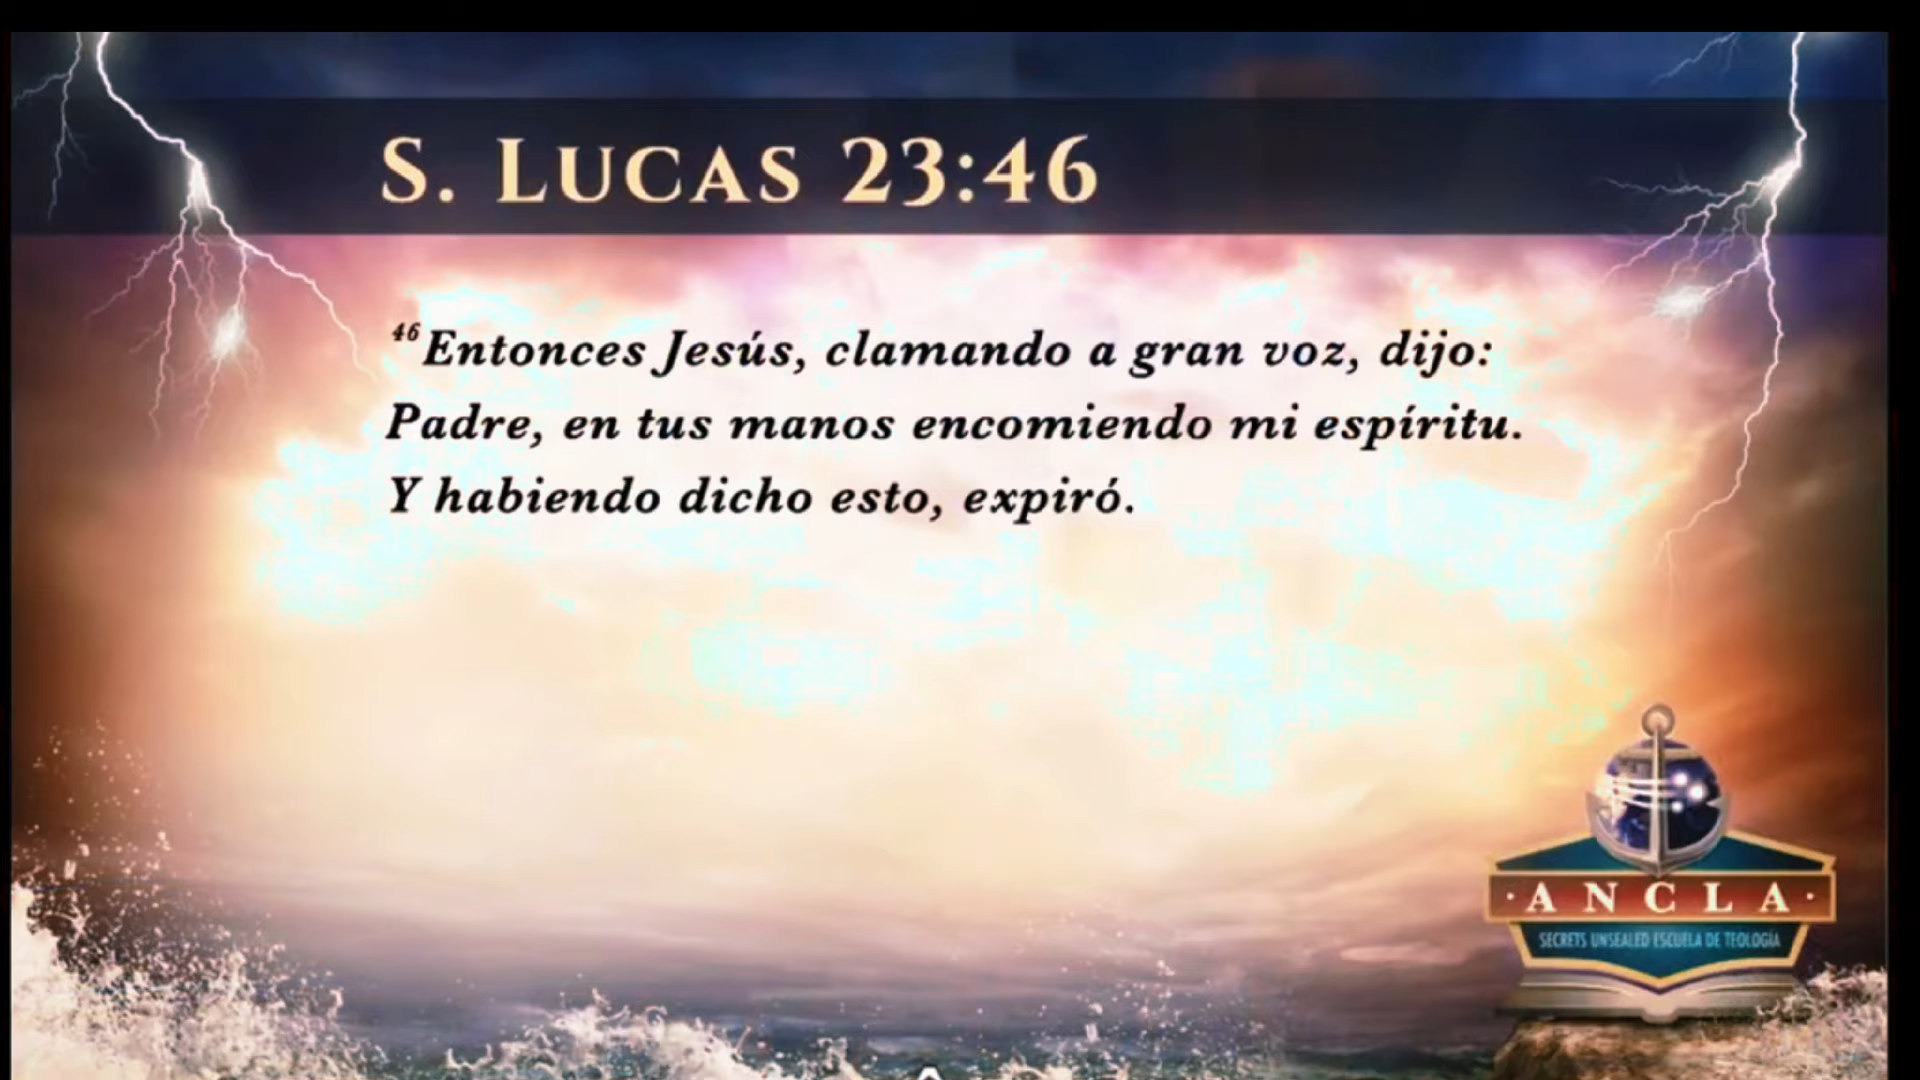 S. LUCAS 23:46
46 Entonces Jesús, clamando a gran voz, dijo:
Padre, en tus manos encomiendo mi espíritu.
Y habiendo dicho esto, expiró.
·ANCLA·
SECRETS UNSEALED ESCUELA DE TEOLOGÍA